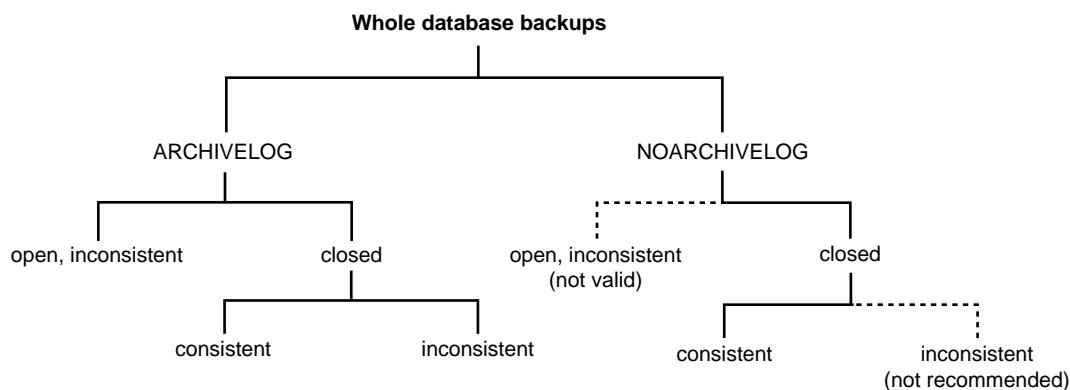 Whole database backups
ARCHIVELOG
NOARCHIVELOG
open, inconsistent
closed
open, inconsistent
(not valid)
closed
consistent
inconsistent
consistent
inconsistent
(not recommended)